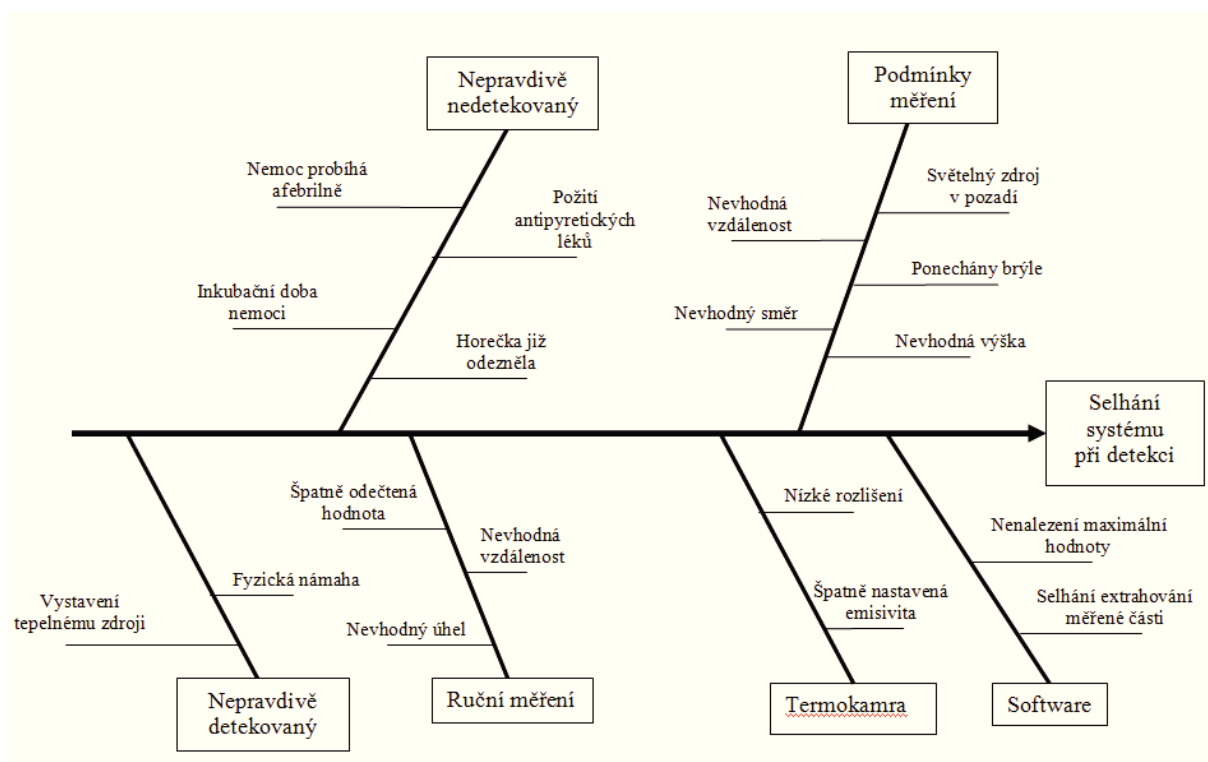 Nepravdivě
nedetekovaný
Podmínky
měření
Nemoc probíhá
afebrilně
Požití
antipyretických
léků
Inkubační doba
nemoci
Horečka již
odezněla
Světelný zdroj
v pozadí
Nevhodná
vzdálenost
Ponechány brýle
Nevhodný směr
Nevhodná výška
Selhání
systému
při detekci
Špatně odečtená
hodnota
Nevhodná
vzdálenost
Fyzická námaha
Vystavení
tepelnému zdroji
Nevhodný úhel
Nízké rozlišení
Nenalezení maximální
hodnoty
Špatně nastavená
emisivita
Selhání extrahování
měřené části
Nepravdivě
detekovaný
Ruční měření
Termokamra
Software